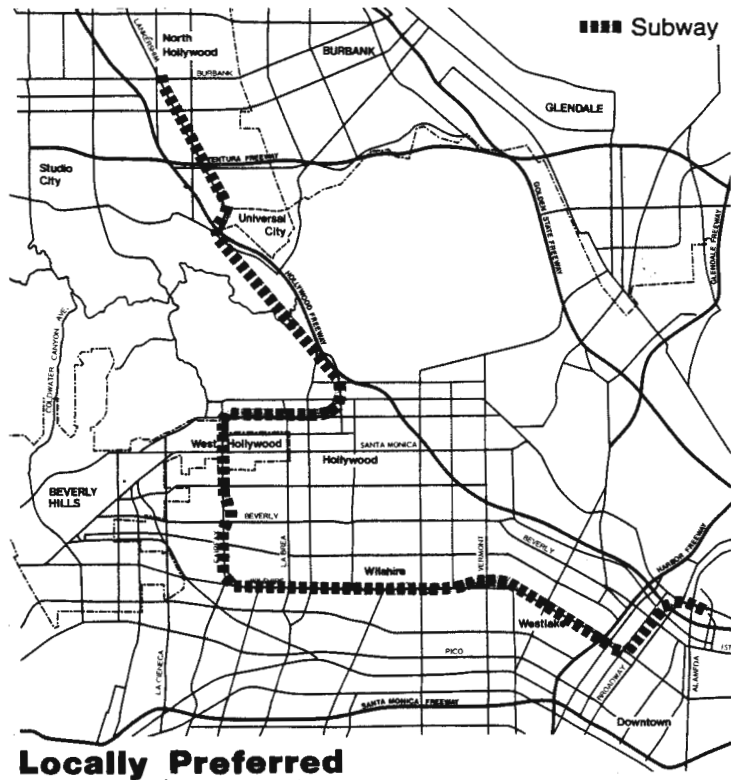 Subway
LANKERSHIM
North
Hollywood
BURBANK
BURBANK
GLENDALE
VENTURA FREEWAY
Studio
City
Universal
City
GOLDEN STATE FREEWAY
GLENDALE FREEWAY
HOLLYWOOD FREEWAY
COLDWATER CANYON AVE.
West Hollywood
SANTA MONICA
Hollywood
BEVERLY
HILLS
BEVERLY
LA BREA
VERMONT
BEVERLY
HARBOR FREEWAY
Wilshire
Westlake
1ST
PICO
LA CIENEGA
BROADWAY
ALAMEDA
SANTA MONICA FREEWAY
Downtown
Locally Preferred